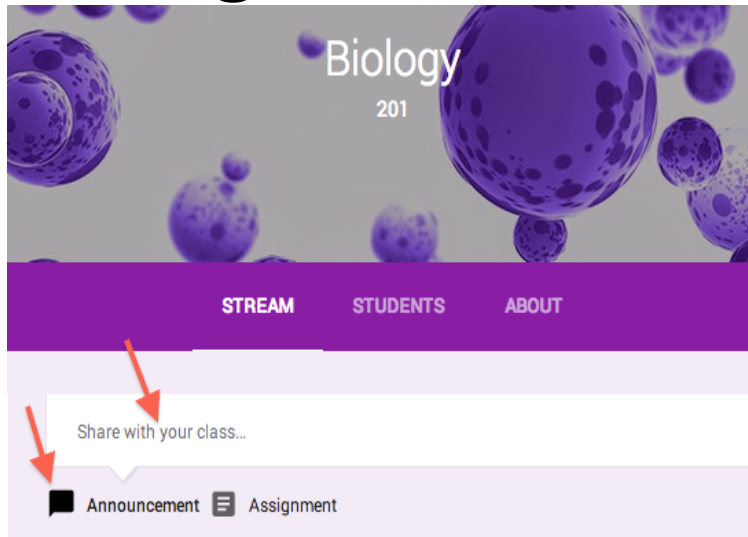 Biology
201
STREAM STUDENTS ABOUT
Share with your class...
Announcement Assignment